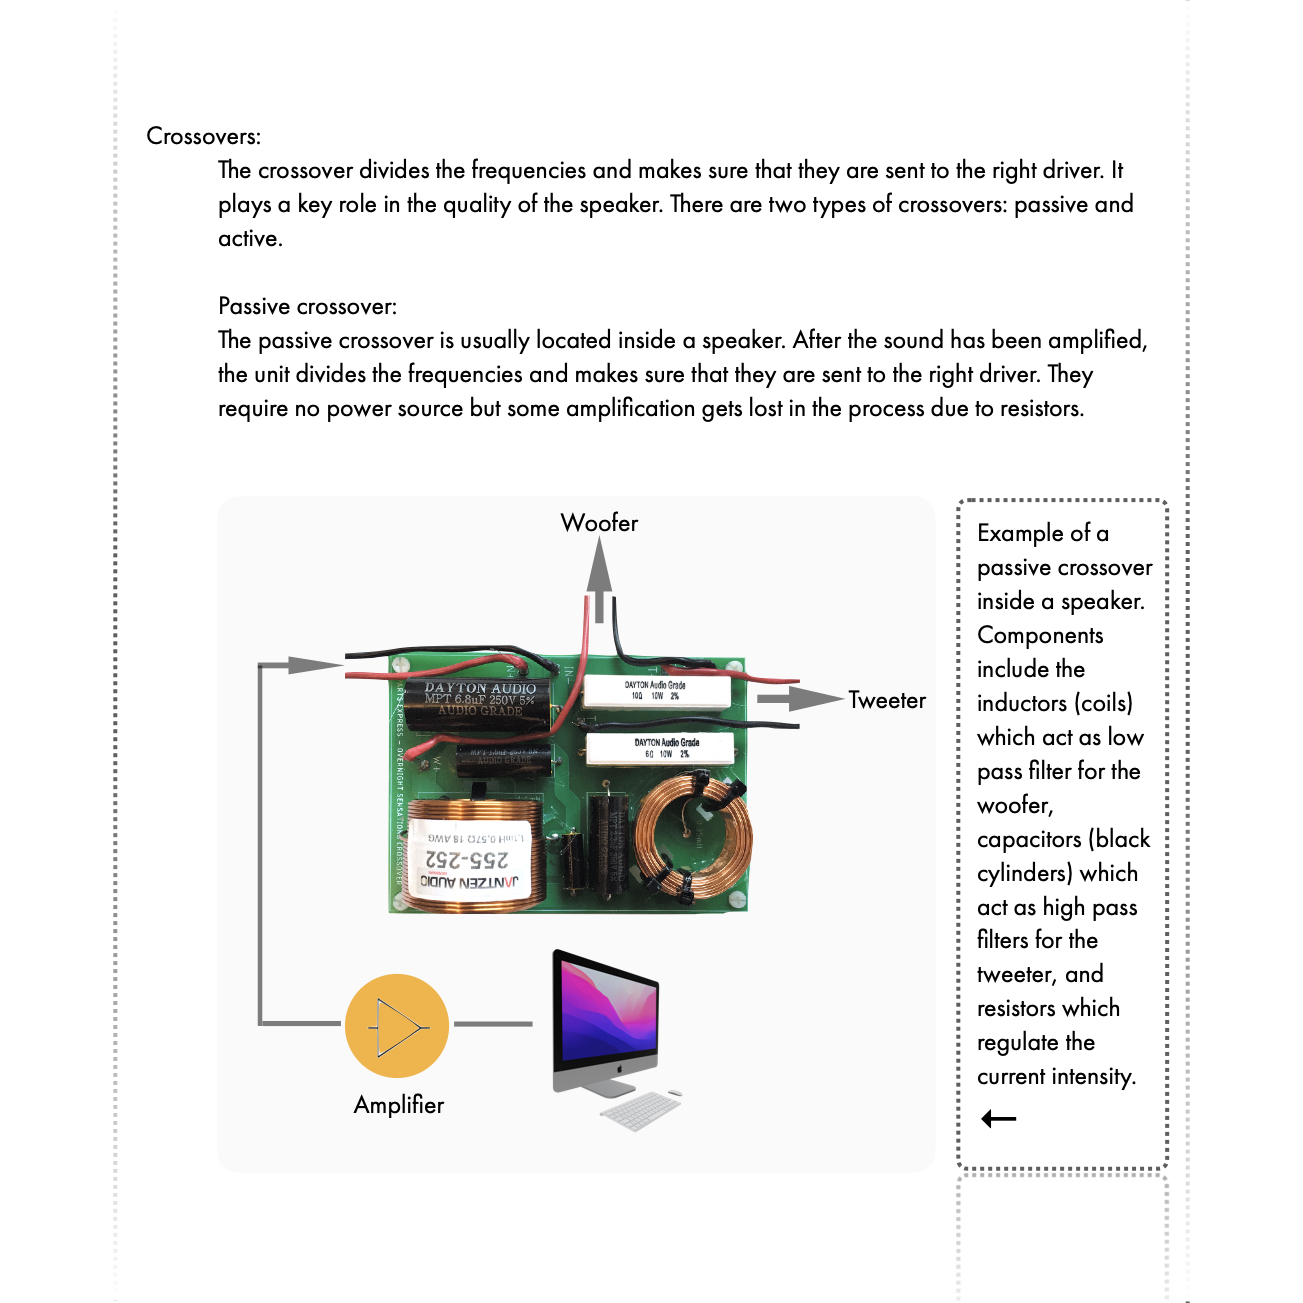 Crossovers:
The crossover divides the frequencies and makes sure that they are sent to the right driver. It
plays a key role in the quality of the speaker. There are two types of crossovers: passive and
active.
Passive crossover:
The passive crossover is usually located inside a speaker. After the sound has been amplified,
the unit divides the frequencies and makes sure that they are sent to the right driver. They
require no power source but some amplification gets lost in the process due to resistors.
Woofer
Tweeter
DAYTON AUDIO
MPT 6.8uF 250V 5%
AUDIO GRADE
DAYTON Audio Grade
10Ω 10W 2%
DAYTON Audio Grade
6Ω 10W 2%
IN+
IN-
W+
AUDIO GRADE
EXPRESS - OVERNIGHT SENSATION CROSSOVER
JANTZEN AUDIO
255-252
1,1mH 0,57Ω 18 AWG
Amplifier
Example of a
passive crossover
inside a speaker.
Components
include the
inductors (coils)
which act as low
pass filter for the
woofer,
capacitors (black
cylinders) which
act as high pass
filters for the
tweeter, and
resistors which
regulate the
current intensity.